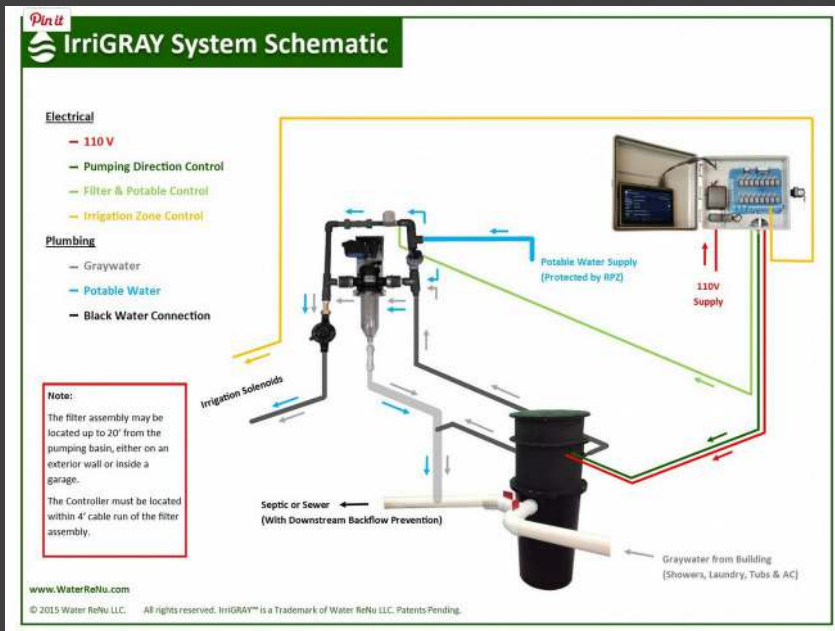 Pin it
IrriGRAY System Schematic
Electrical
110 V
Pumping Direction Control
Filter & Potable Control
Irrigation Zone Control
Plumbing
Graywater
Potable Water
Black Water Connection
Potable Water Supply
(Protected by RPZ)
110V
Supply
Irrigation Solenoids
Note:
The filter assembly may be
located up to 20' from the
pumping basin, either on an
exterior wall or inside a
garage.
The Controller must be located
within 4' cable run of the filter
assembly.
Septic or Sewer
(With Downstream Backflow Prevention)
Graywater from Building
(Showers, Laundry, Tubs & AC)
www.WaterReNu.com
© 2015 Water ReNu LLC. All rights reserved. IrriGRAY™ is a Trademark of Water ReNu LLC. Patents Pending.